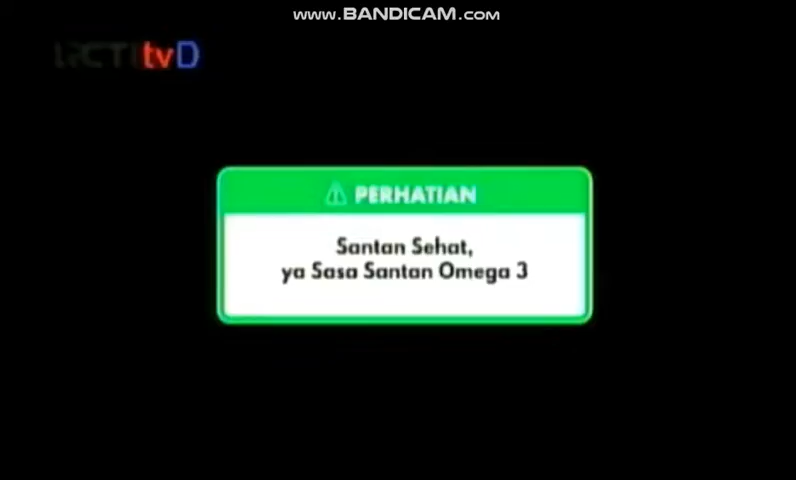 www.BANDICAM.com
RCTI tvD
PERHATIAN
Santan Sehat,
ya Sasa Santan Omega 3